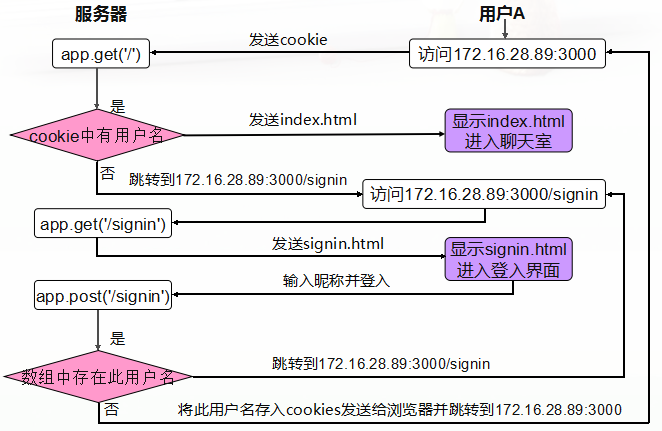 服务器
用户A
发送cookie
app.get('/')
访问172.16.28.89:3000
是
发送index.html
cookie中有用户名
显示index.html
进入聊天室
否
跳转到172.16.28.89:3000/signin
访问172.16.28.89:3000/signin
app.get('/signin')
发送signin.html
显示signin.html
进入登入界面
输入昵称并登入
app.post('/signin')
是
跳转到172.16.28.89:3000/signin
数组中存在此用户名
否
将此用户名存入cookies发送给浏览器并跳转到172.16.28.89:3000